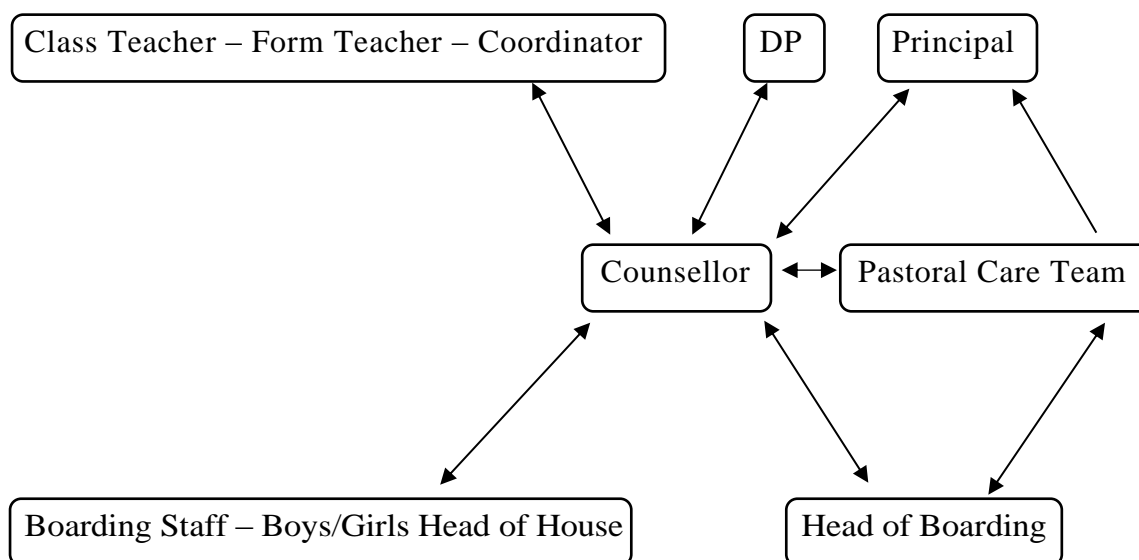 Class Teacher – Form Teacher – Coordinator
DP
Principal
Counsellor
Pastoral Care Team
Boarding Staff – Boys/Girls Head of House
Head of Boarding